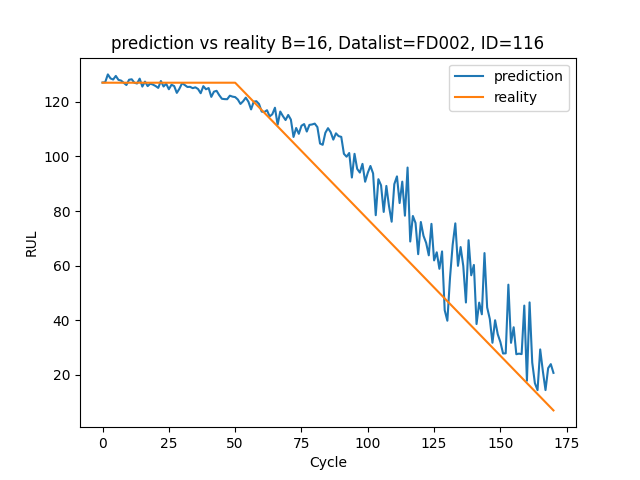 prediction vs reality B=16, Datalist=FD002, ID=116
prediction
reality
RUL
120
100
80
60
40
20
0 25 50 75 100 125 150 175
Cycle